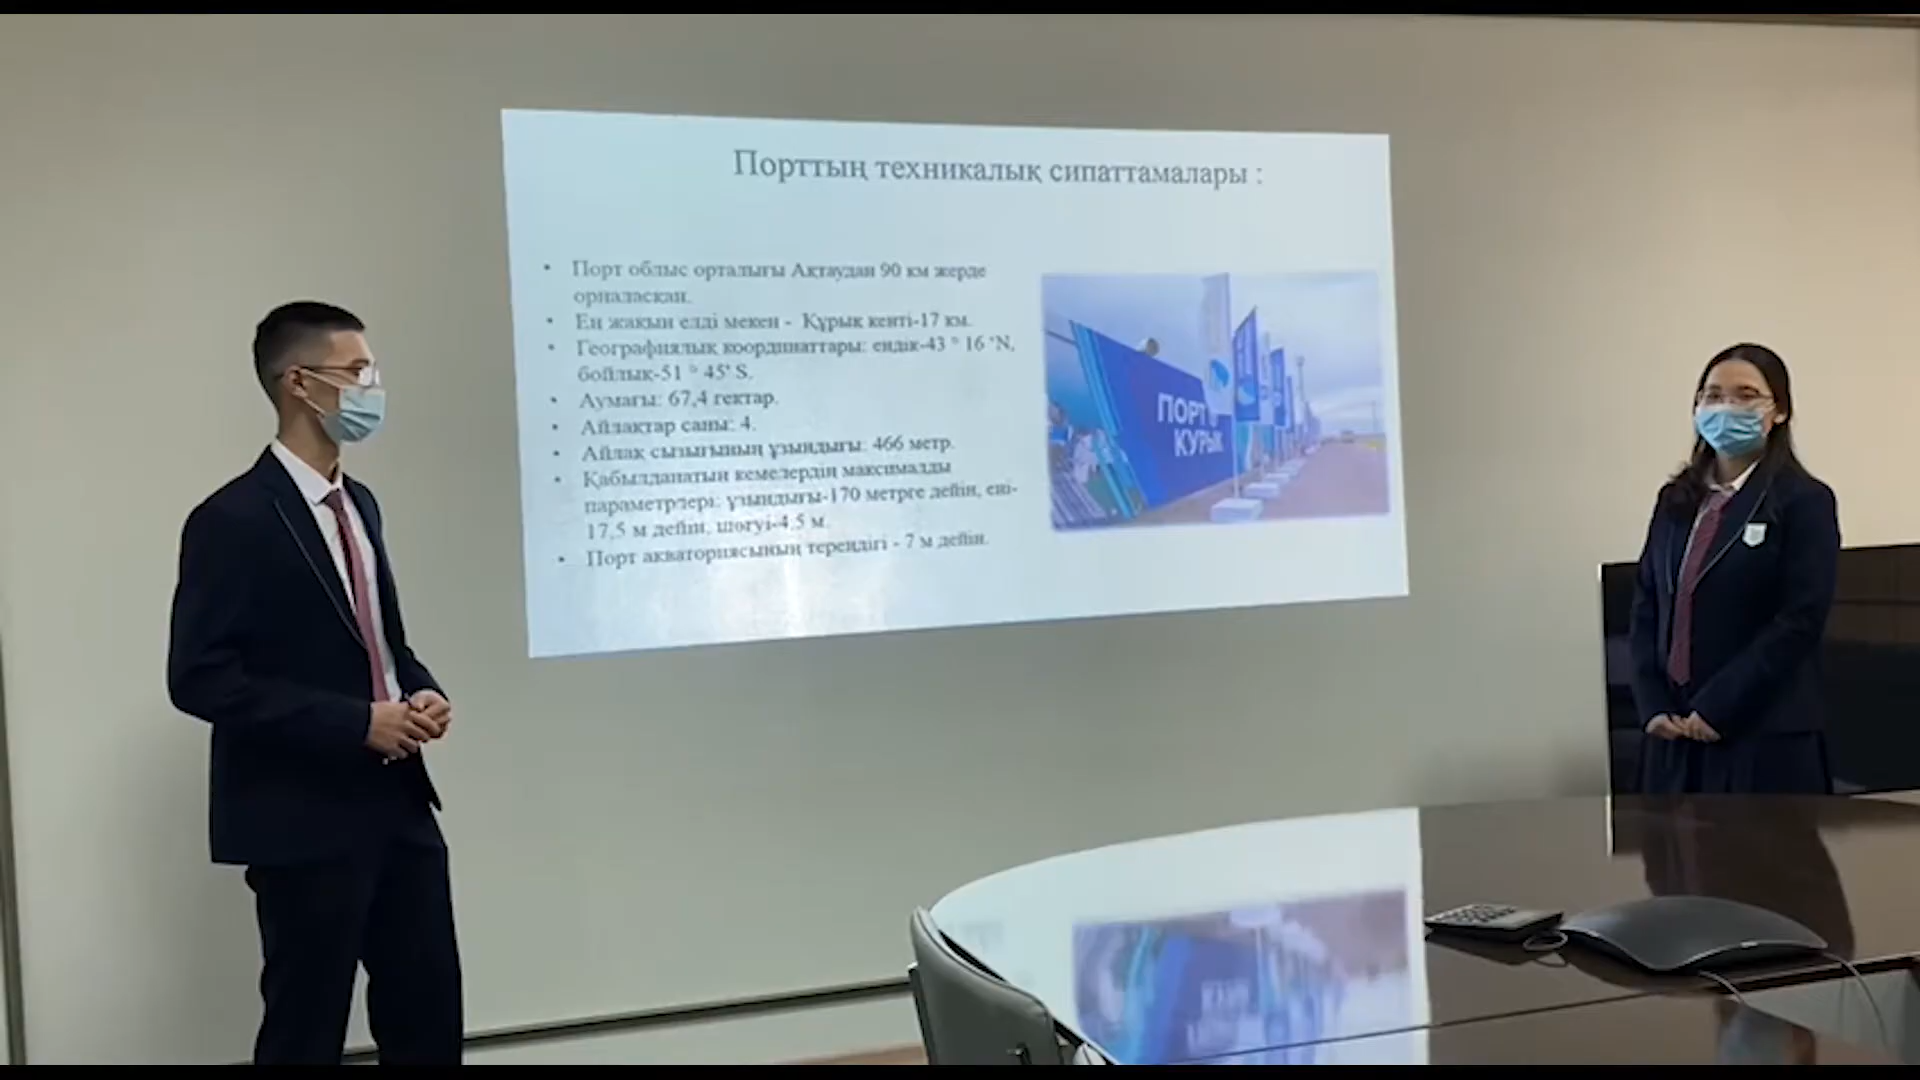 Порттың техникалық сипаттамалары :
• Порт облыс орталығы Ақтаудан 90 км жерде
орналасқан.
• Ең жақын елді мекен - Құрық кенті-17 км.
• Географиялық координаттары: ендік-43 ° 16 'N,
бойлық-51 ° 45' S.
• Аумағы: 67,4 гектар.
• Айлақтар саны: 4.
• Айлақ сызығының ұзындығы: 466 метр.
• Қабылданатын кемелердің максималды
параметрлері: ұзындығы-170 метрге дейін, ені-
17,5 м дейін, шөгуі-4,5 м.
• Порт акваториясының тереңдігі - 7 м дейін.
ПОРТ
КУРЫК